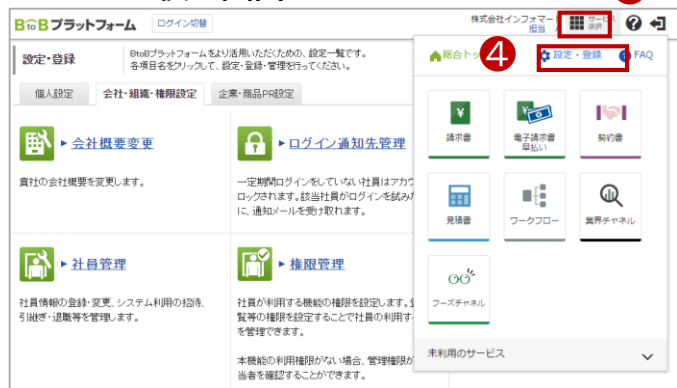 BtoBプラットフォーム
ログイン切替
株式会社インフォマート
担当
サービス
選択
設定・登録
BtoBプラットフォームをより活用いただくための、設定一覧です。
各項目名をクリックして、設定・登録・管理を行ってください。
個人設定
会社・組織・権限設定
企業・商品PR設定
総合トッ
4
設定・登録
FAQ
会社概要変更
貴社の会社概要を変更します。
ログイン通知先管理
一定期間ログインをしていない社員はアカウ
ロックされます。該当社員がログインを試みた
に、通知メールを受け取れます。
社員管理
社員情報の登録・変更、システム利用の招待、
引継ぎ・退職等を管理します。
権限管理
社員が利用する機能の権限を設定します。
覧等の権限を設定することで社員の利用す
を管理できます。
本機能の利用権限がない場合、管理権限が
当者を確認することができます。
請求書
電子請求書
早払い
契約書
見積書
ワークフロー
業界チャネル
フーズチャネル
未利用のサービス